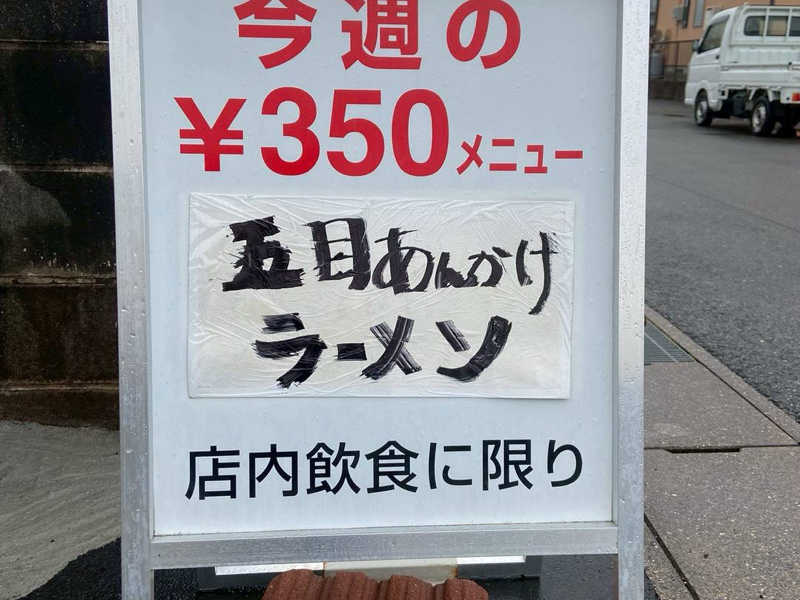 今週の
¥350メニュー
五目あんかけ
ラーメン
店内飲食に限り